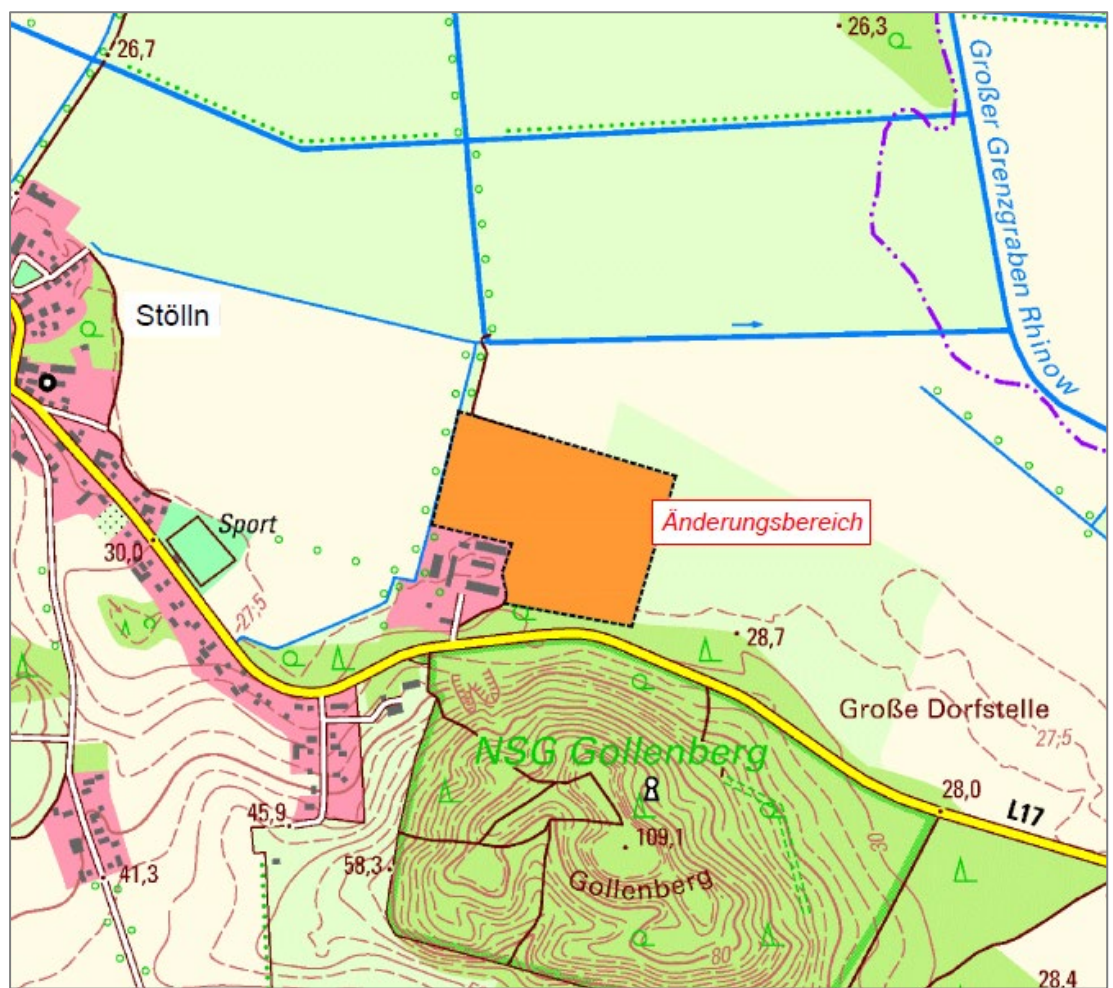 26,7
26,3
Großer Grenzgraben Rhinow
Stölln
Sport
Änderungsbereich
30,0
27,5
28,7
Große Dorfstelle
27,5
NSG Gollenberg
28,0
L17
45,9
109,1
30
58,3
Gollenberg
41,3
80
28,4